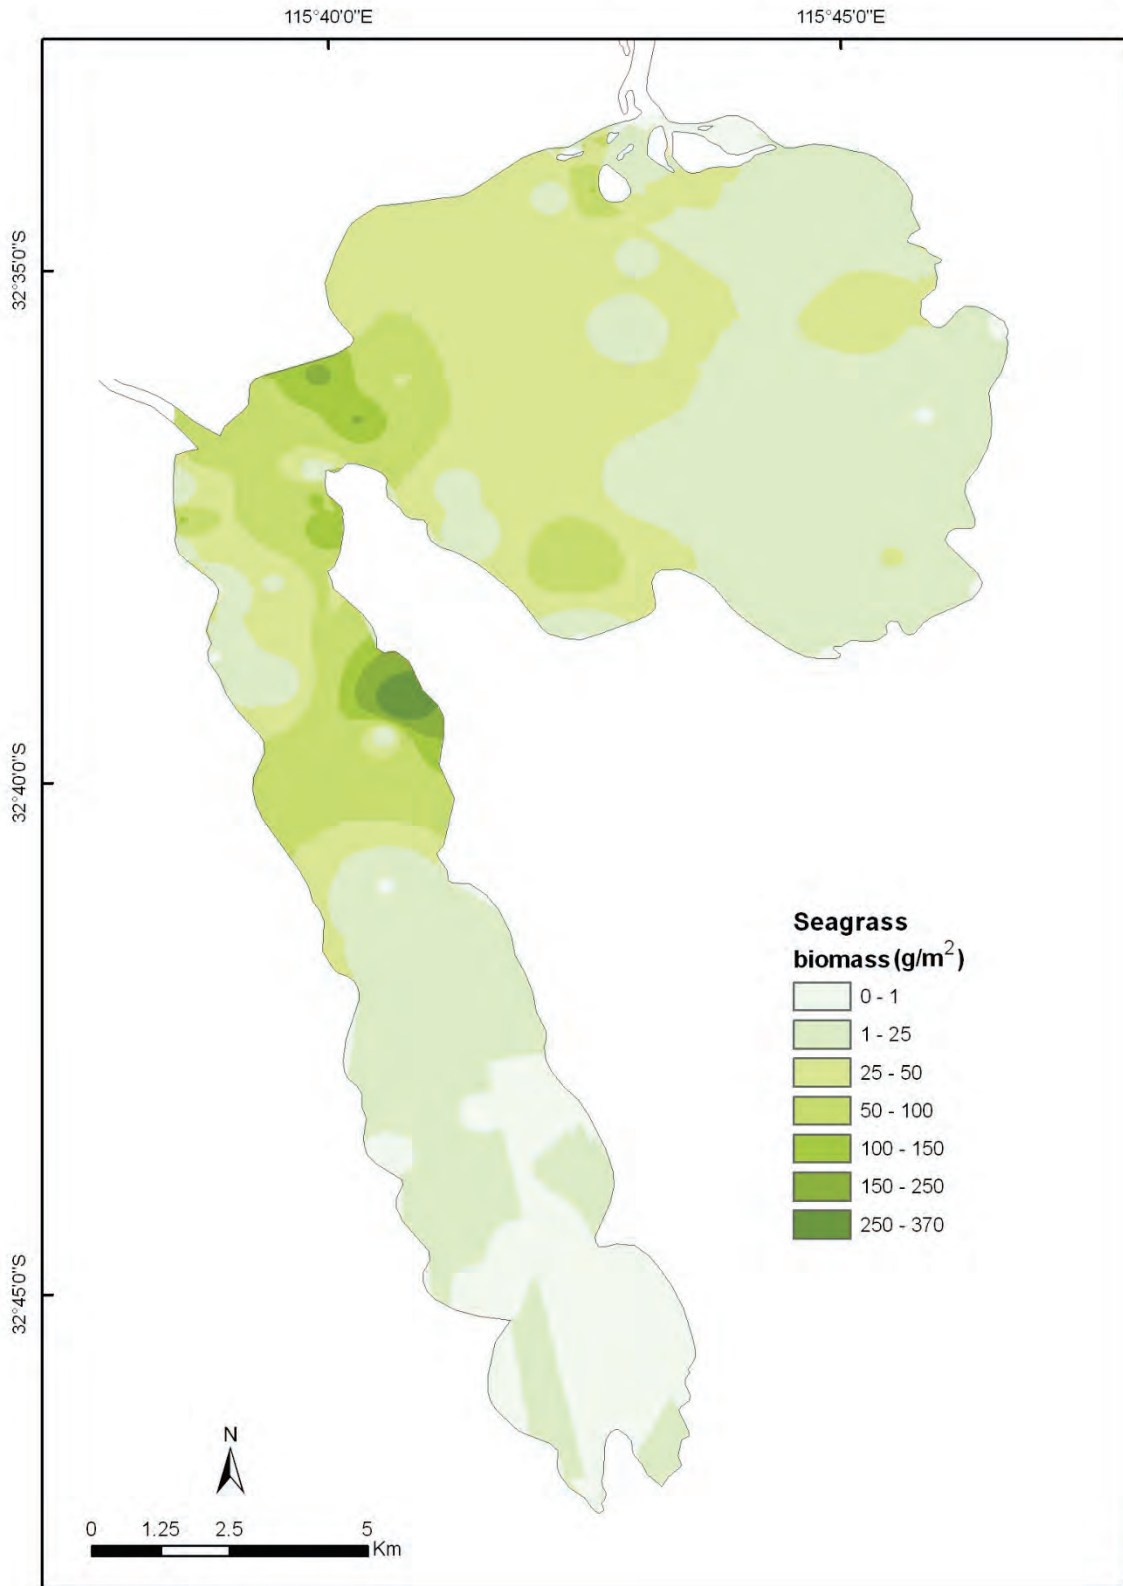 115°40'0"E
115°45'0"E
32°35'0"S
32°40'0"S
32°45'0"S
Seagrass
biomass (g/m²)
0 - 1
1 - 25
25 - 50
50 - 100
100 - 150
150 - 250
250 - 370
N
0 1.25 2.5 5
Km